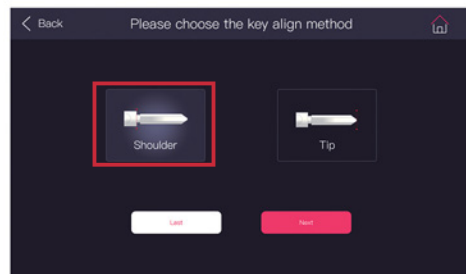 Back
Please choose the key align method
Shoulder
Tip
Last
Next